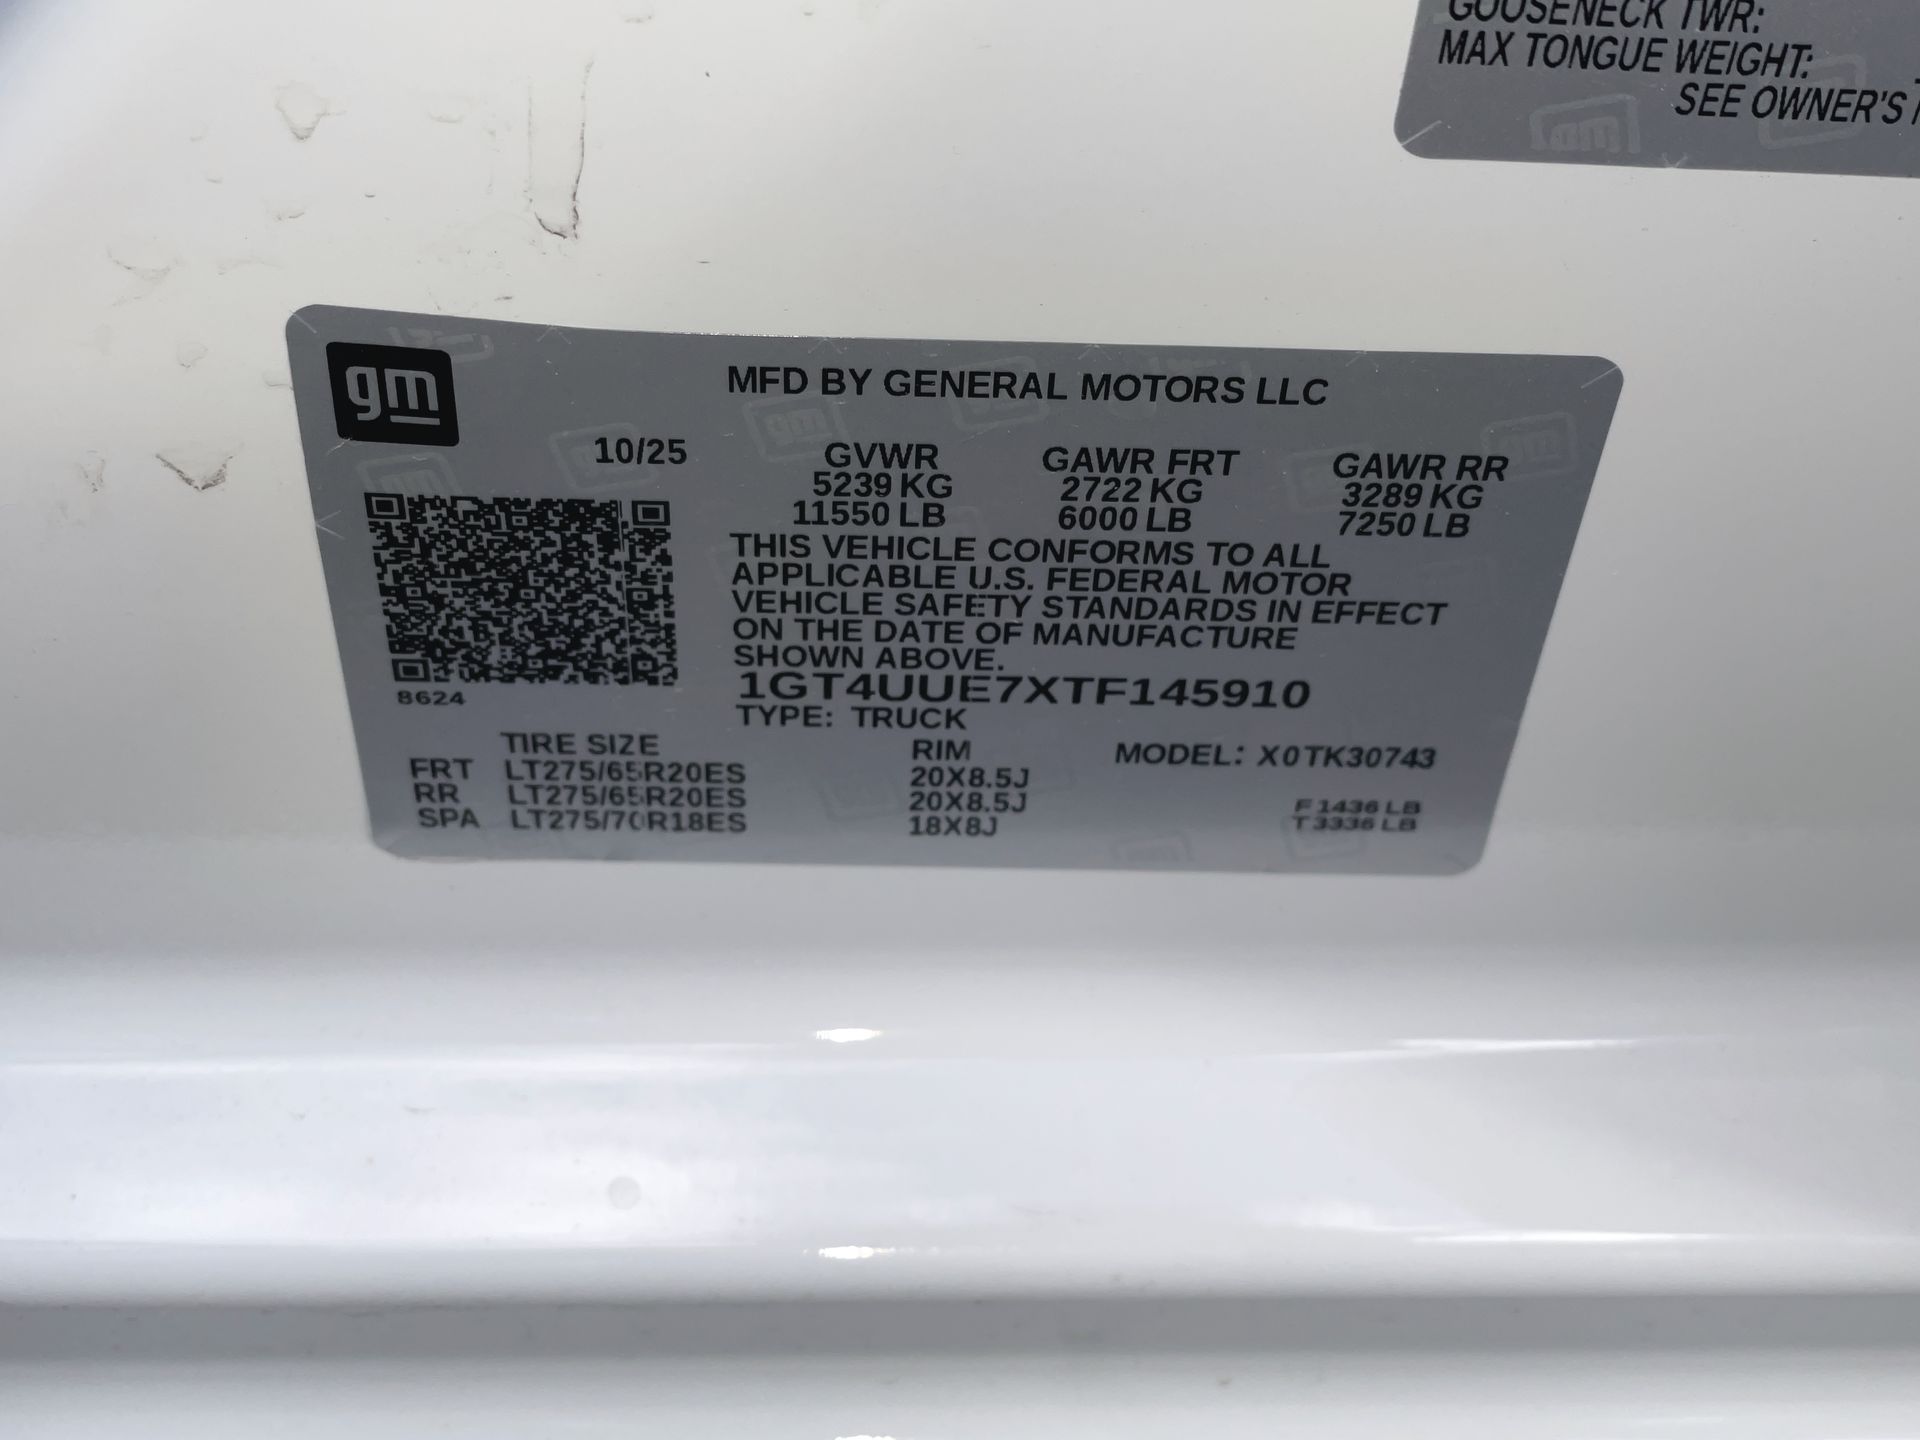 GOOSENECK TWR:
MAX TONGUE WEIGHT:
SEE OWNER'S
gm
MFD BY GENERAL MOTORS LLC
10/25
GVWR GAWR FRT GAWR RR
5239 KG 2722 KG 3289 KG
11550 LB 6000 LB 7250 LB
THIS VEHICLE CONFORMS TO ALL
APPLICABLE U.S. FEDERAL MOTOR
VEHICLE SAFETY STANDARDS IN EFFECT
ON THE DATE OF MANUFACTURE
SHOWN ABOVE.
8624
1GT4UUE7XTF145910
TYPE: TRUCK
TIRE SIZE RIM MODEL: X0TK30743
FRT LT275/65R20ES 20X8.5J
RR LT275/65R20ES 20X8.5J F 1436 LB
SPA LT275/70R18ES 18X8J T 3336 LB